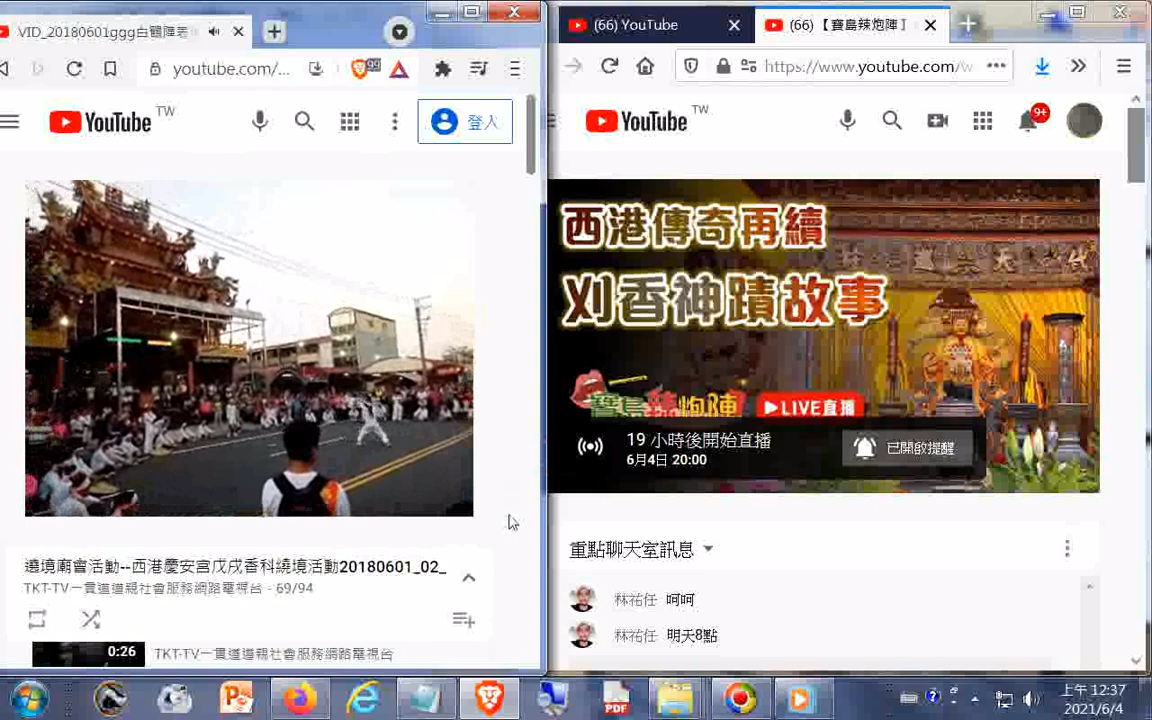 VID_20180601ggg白鶴陣
youtube.com/...
99
YouTube TW
登入
遶境廟會活動--西港慶安宮戊戌香科繞境活動20180601_02_
TKT-TV一貫道道親社會服務網路電視台 - 69/94
0:26
TKT-TV一貫道道親社會服務網路電視台
(66) YouTube
(66) 【寶島辣炮陣】
https://www.youtube.com/w
YouTube TW
9+
西港傳奇再續
刈香神蹟故事
寶島辣炮陣
LIVE直播
19 小時後開始直播
6月4日 20:00
已開啟提醒
重點聊天室訊息
林祐任 呵呵
林祐任 明天8點
PDF
上午 12:37
2021/6/4